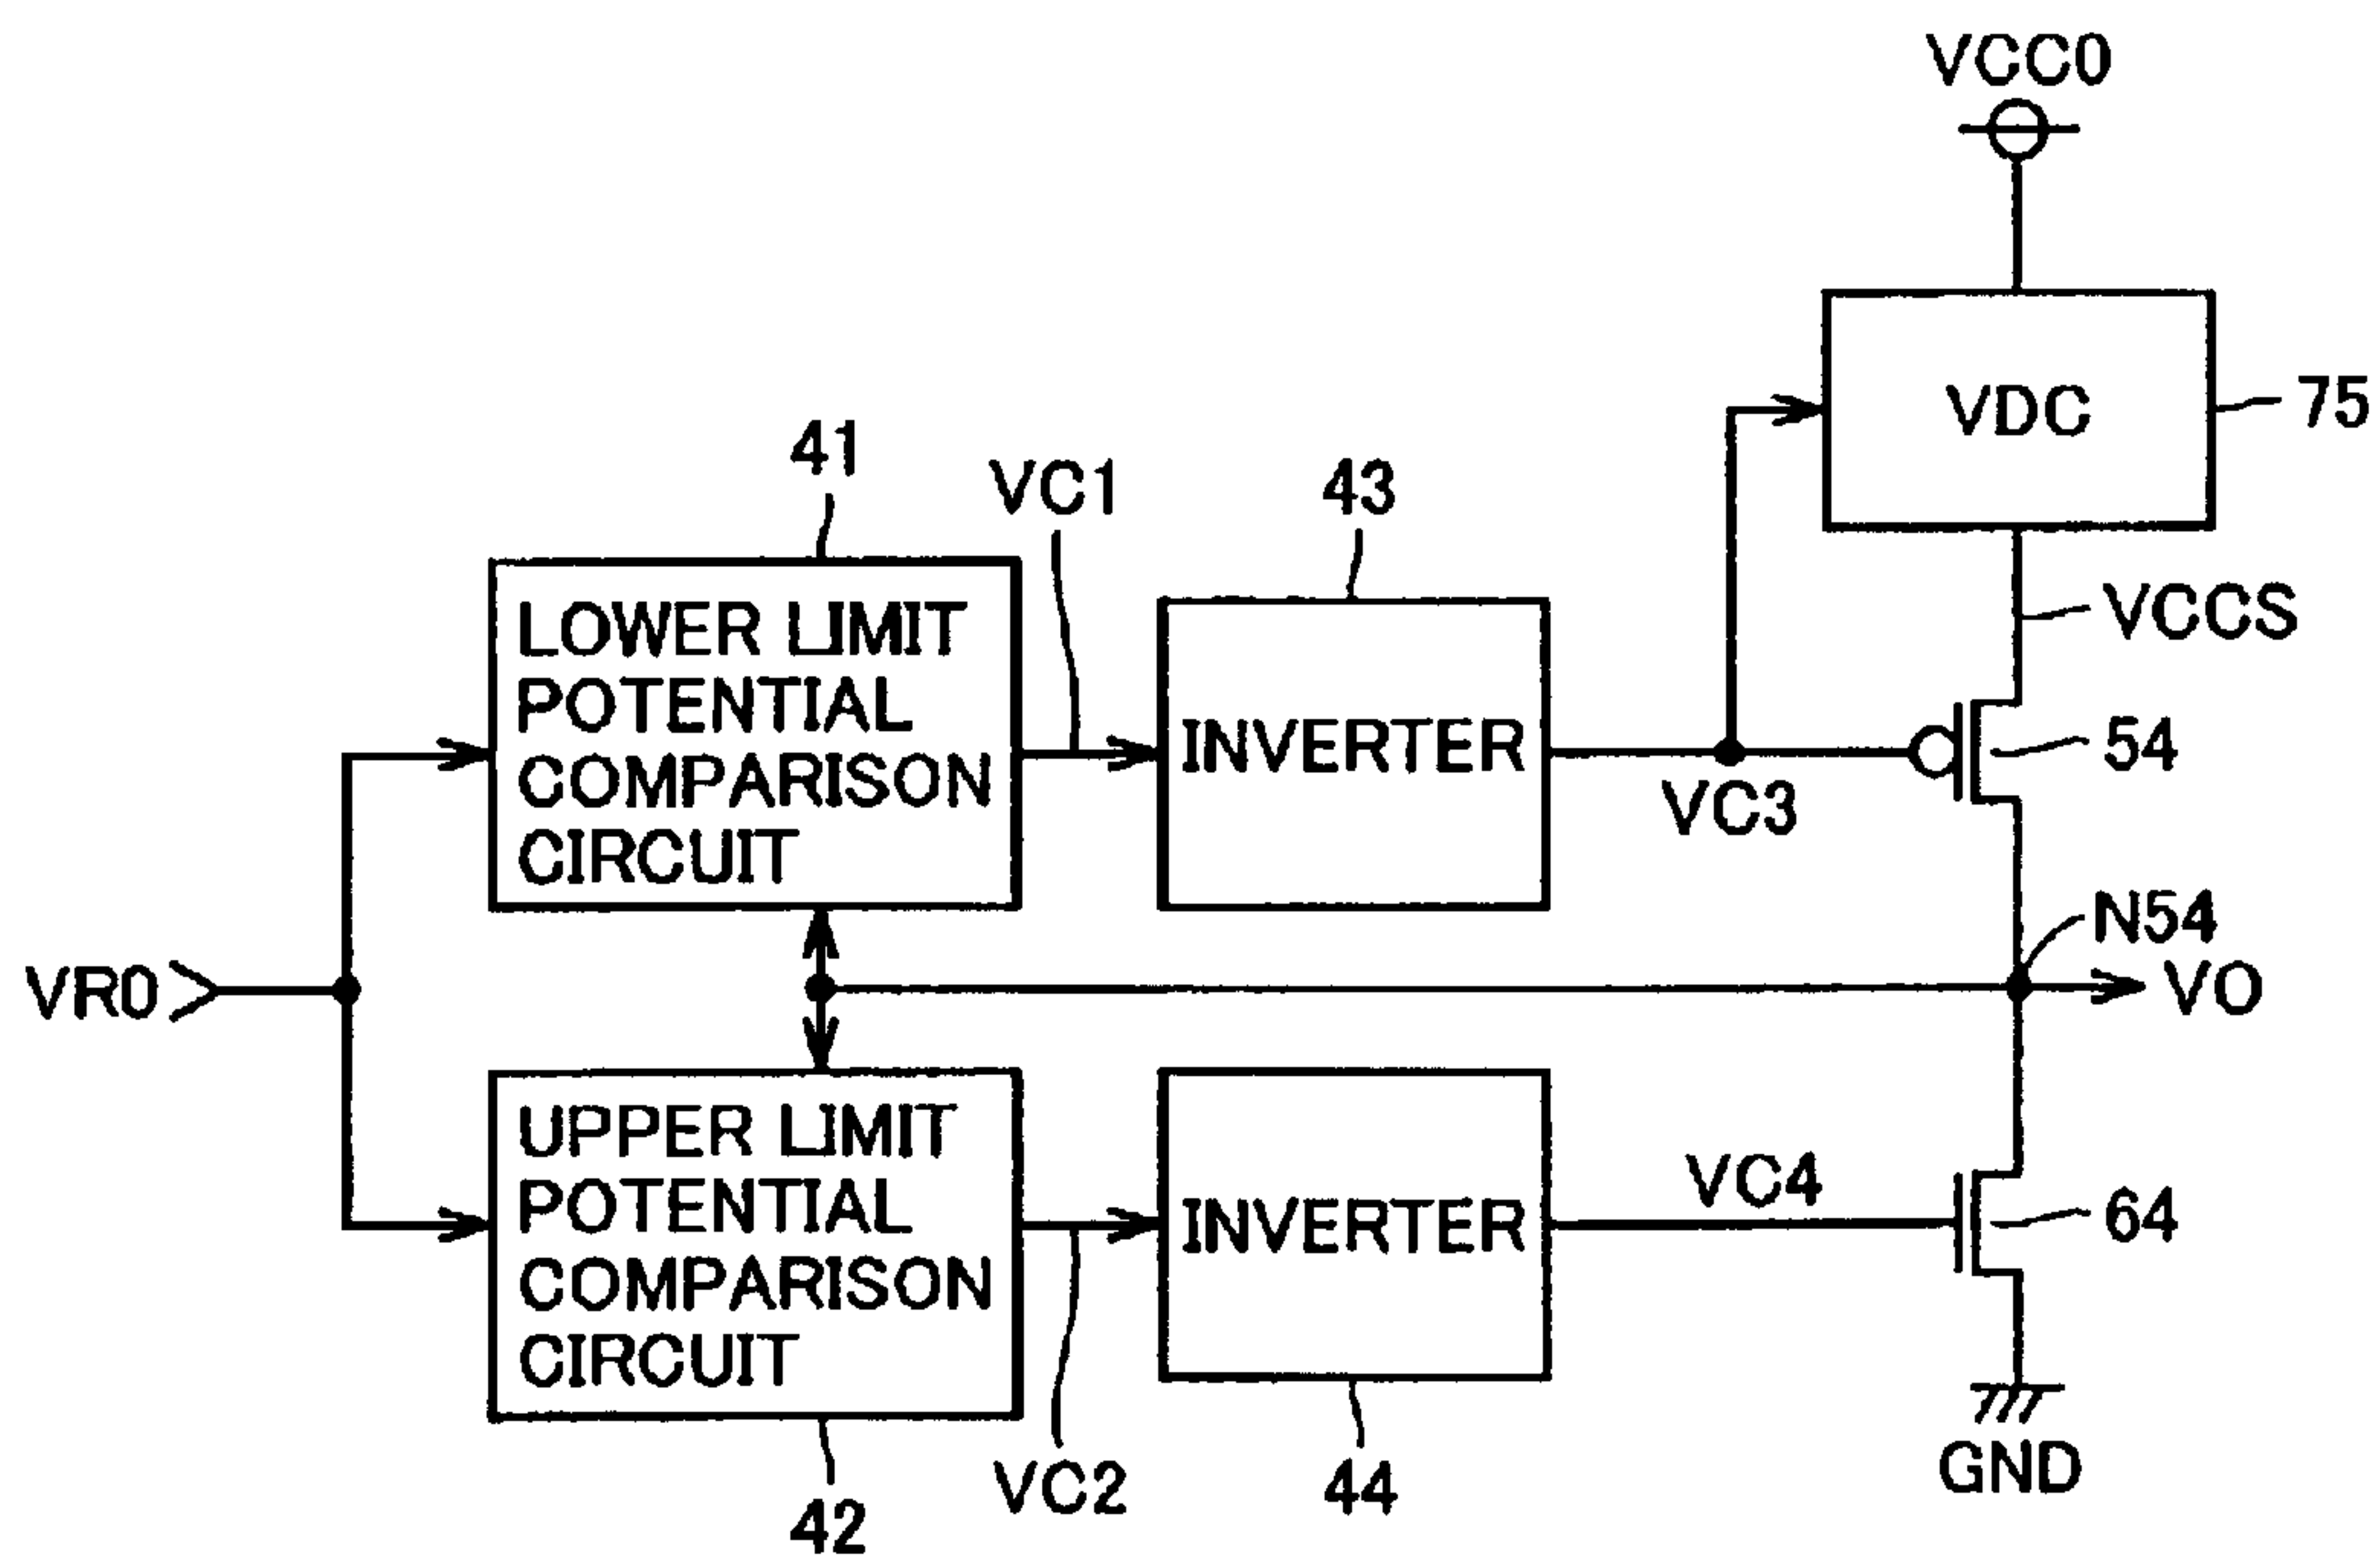 VCC0
VDC
75
41
VC1
43
VCCS
LOWER LIMIT
POTENTIAL
COMPARISON
CIRCUIT
INVERTER
VC3
54
N54
VR0
VO
UPPER LIMIT
POTENTIAL
COMPARISON
CIRCUIT
INVERTER
VC4
64
GND
42
VC2
44